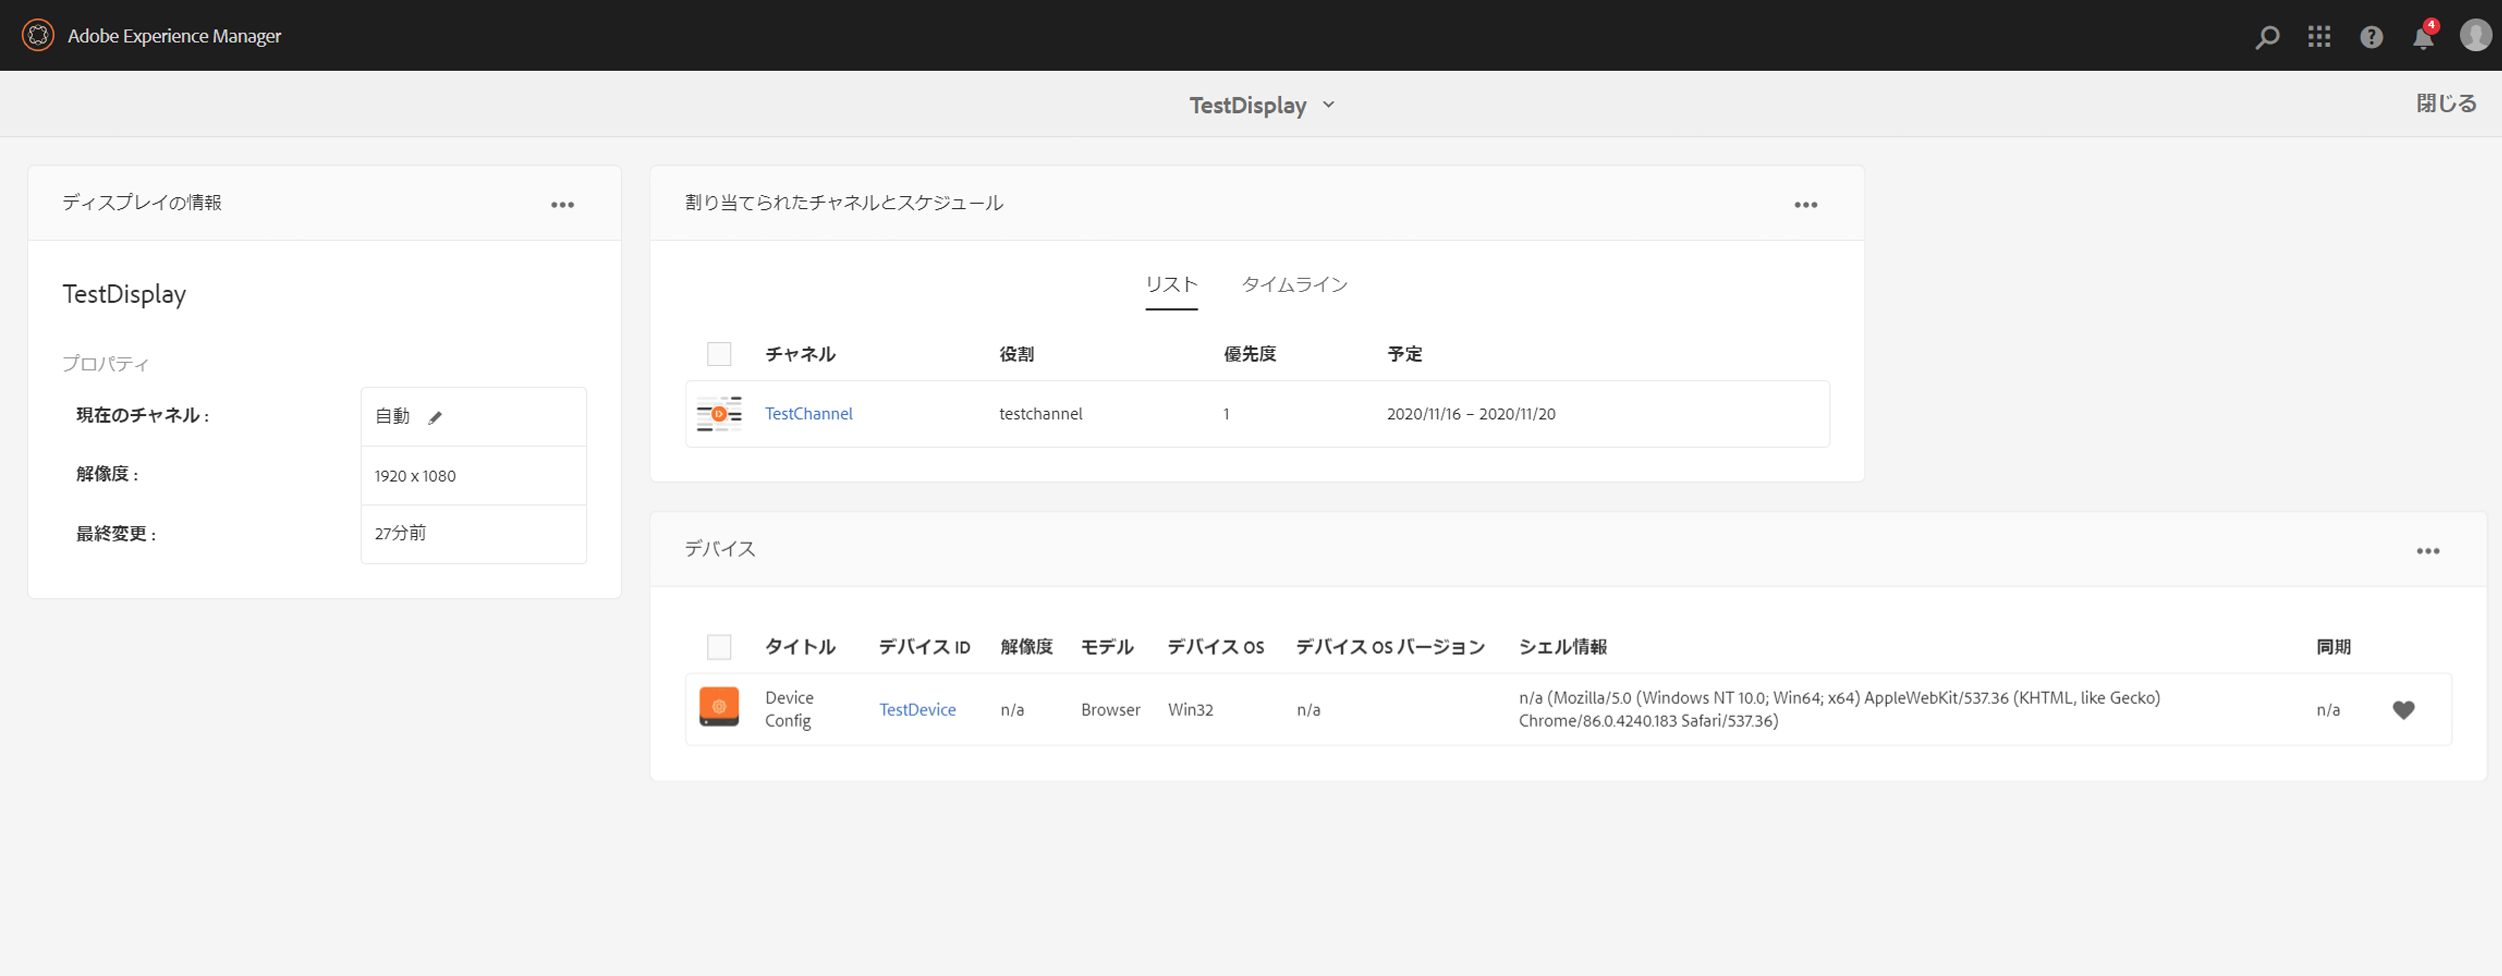 Adobe Experience Manager
4
TestDisplay
閉じる
ディスプレイの情報
TestDisplay
プロパティ
現在のチャネル :
自動
解像度 :
1920 x 1080
最終変更 :
27分前
割り当てられたチャネルとスケジュール
リスト タイムライン
チャネル 役割 優先度 予定
TestChannel testchannel 1 2020/11/16 – 2020/11/20
デバイス
タイトル デバイス ID 解像度 モデル デバイス OS デバイス OS バージョン シェル情報 同期
Device
Config
TestDevice n/a Browser Win32 n/a
n/a (Mozilla/5.0 (Windows NT 10.0; Win64; x64) AppleWebKit/537.36 (KHTML, like Gecko)
Chrome/86.0.4240.183 Safari/537.36)
n/a